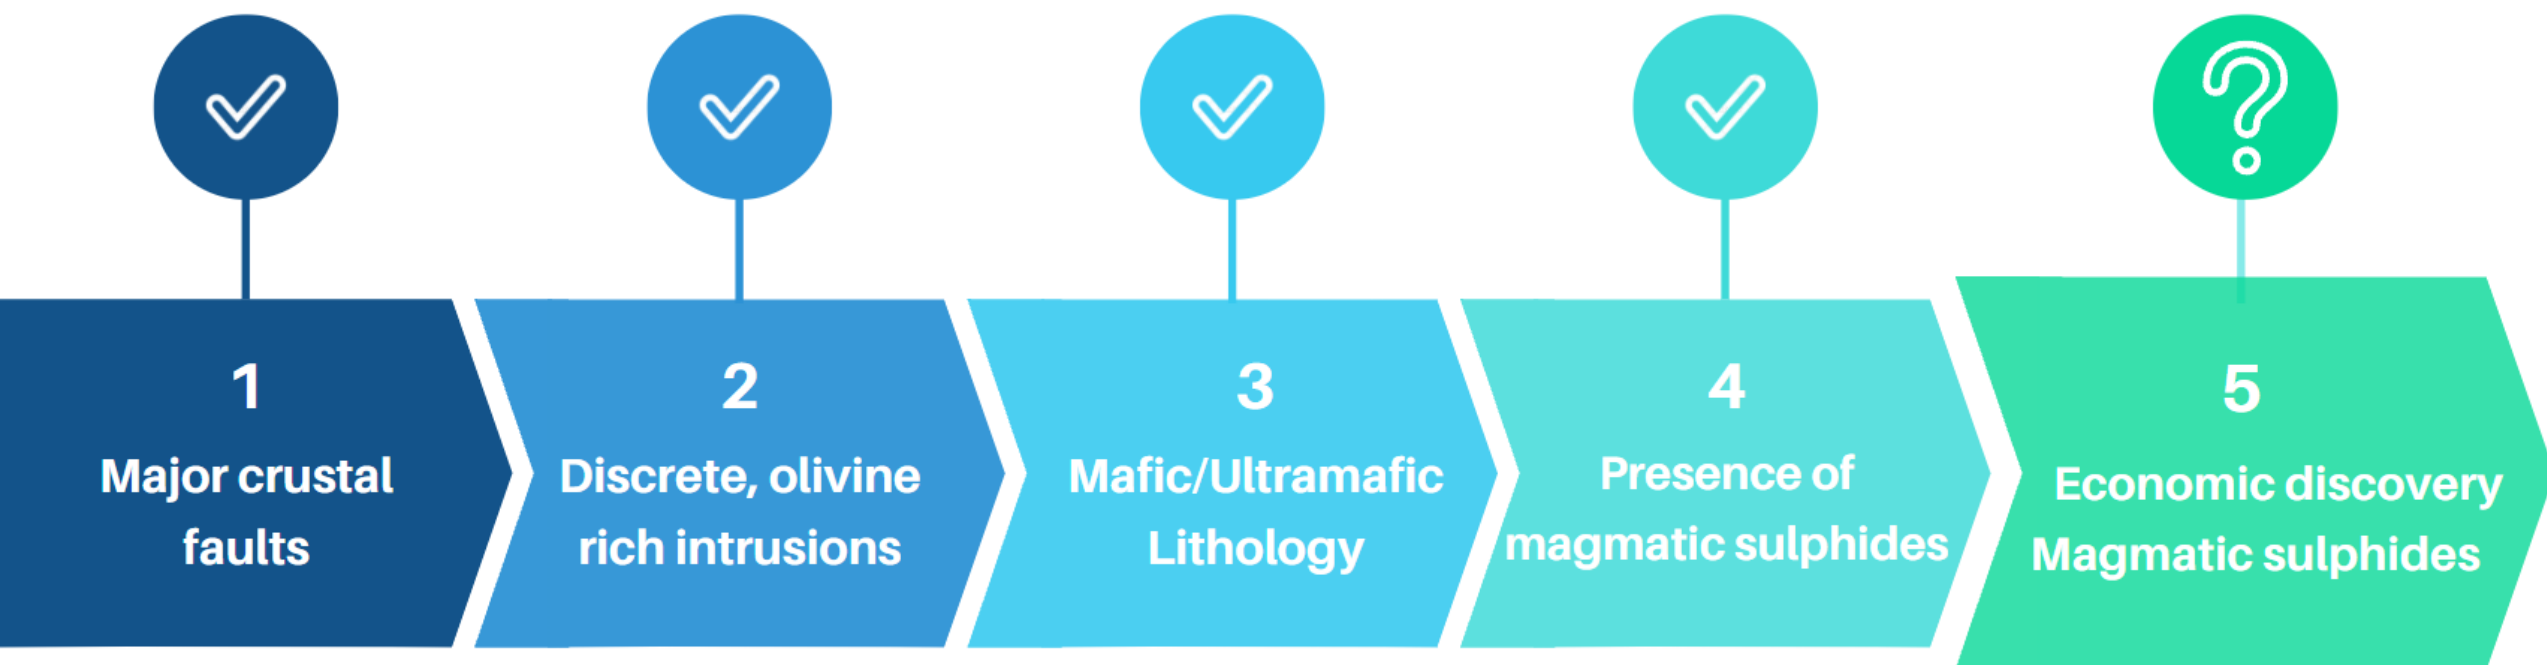 1
Major crustal
faults
2
Discrete, olivine
rich intrusions
3
Mafic/Ultramafic
Lithology
4
Presence of
magmatic sulphides
?
5
Economic discovery
Magmatic sulphides